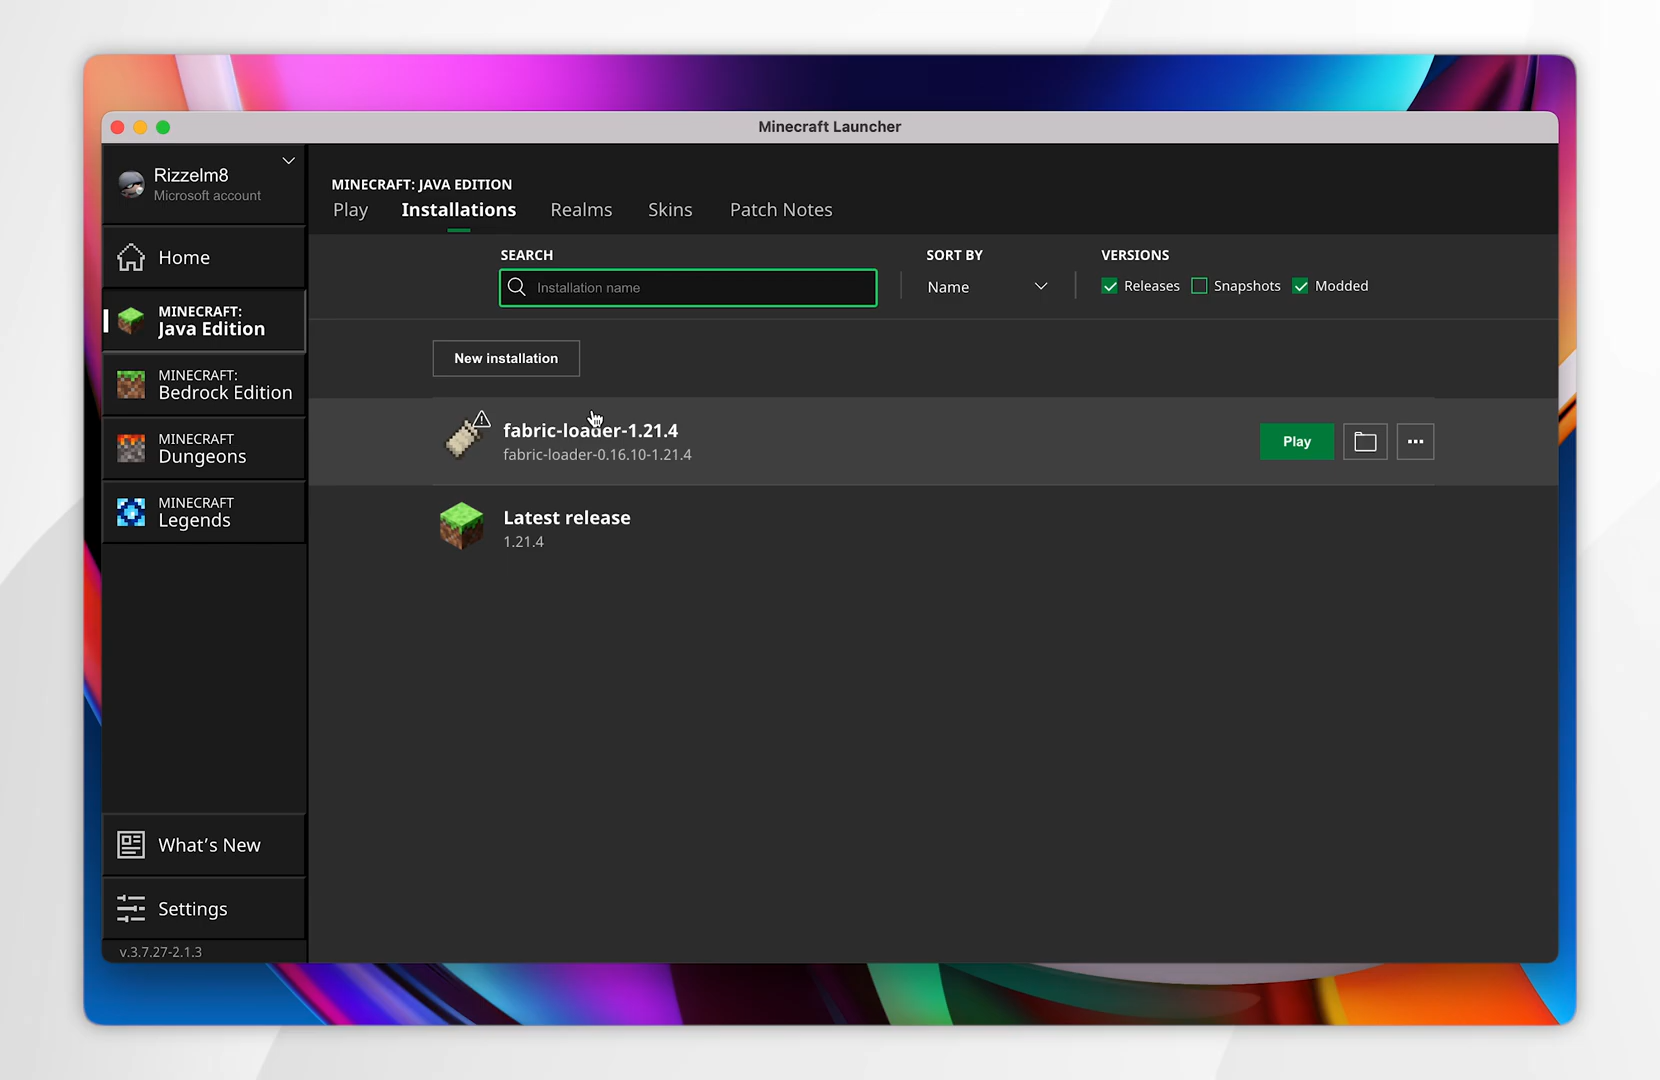 Minecraft Launcher
Rizzelm8
Microsoft account
Home
MINECRAFT:
Java Edition
MINECRAFT:
Bedrock Edition
MINECRAFT
Dungeons
MINECRAFT
Legends
What's New
Settings
v.3.7.27-2.1.3
MINECRAFT: JAVA EDITION
Play Installations Realms Skins Patch Notes
SEARCH
Installation name
SORT BY
Name
VERSIONS
Releases Snapshots Modded
New installation
fabric-loader-1.21.4
fabric-loader-0.16.10-1.21.4
Play
Latest release
1.21.4